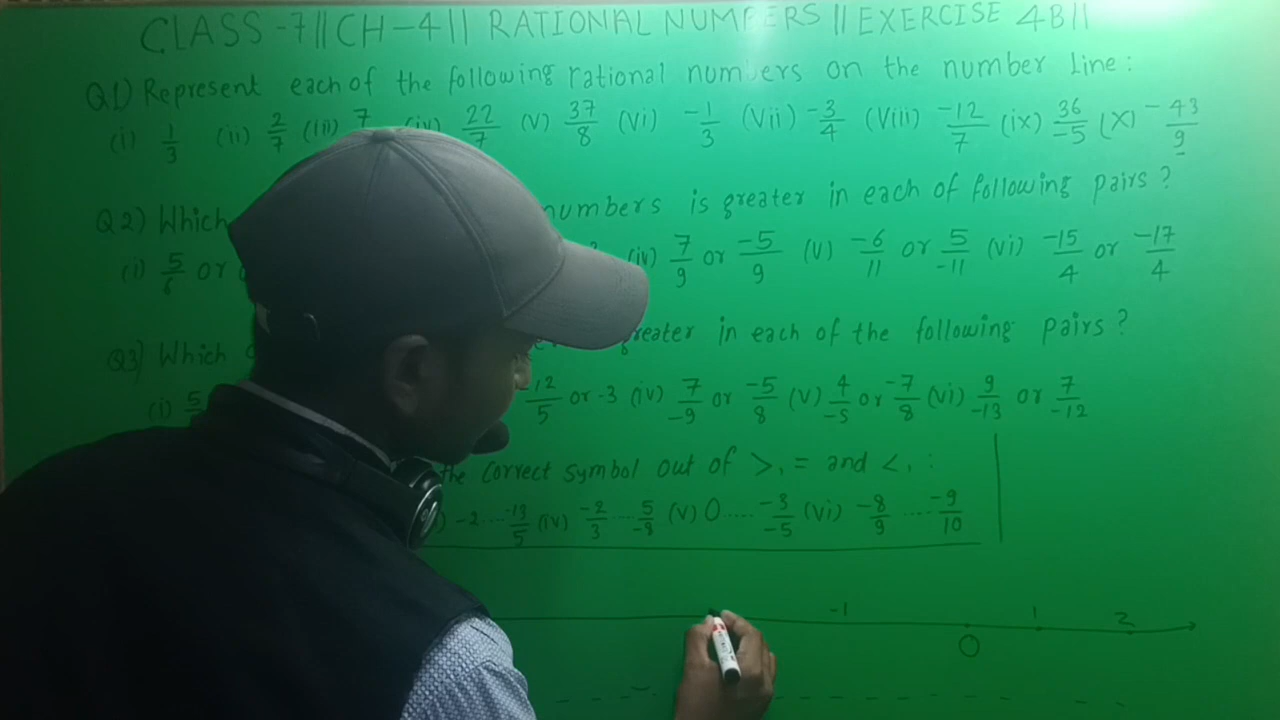 CLASS -7 || CH-4 || RATIONAL NUMBERS || EXERCISE 4B ||
Q1) Represent each of the following rational numbers on the number line :
(i) 1/3 (ii) 2/7 (iii) 7 (iv) 22/7 (v) 37/8 (vi) -1/3 (vii) -3/4 (viii) -12/7 (ix) 36/-5 (x) -43/9
Q2) Which numbers is greater in each of following pairs ?
(i) 5 or (iv) 7/9 or -5/9 (v) -6/11 or 5/-11 (vi) -15/4 or -17/4
Q3) Which greater in each of the following pairs ?
(i) 5 -12/5 or -3 (iv) 7/-9 or -5/8 (v) 4/-5 or -7/8 (vi) 9/-13 or 7/-12
the correct symbol out of >, = and <, :
-2 .... -13/5 (iv) -2/3 .... 5/-8 (v) 0 ..... -3/-5 (vi) -8/9 .... -9/10
-1 0 1 2